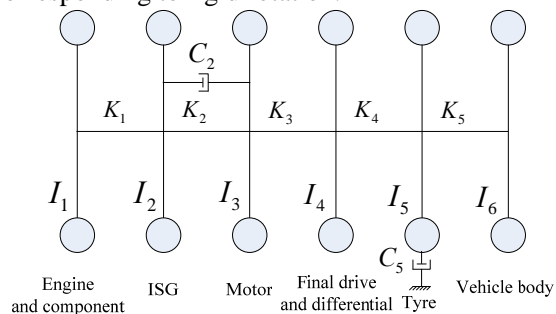 C₂
K₁ K₂ K₃ K₄ K₅
I₁ I₂ I₃ I₄ I₅ I₆
C₅
Engine
and component
ISG
Motor
Final drive
and differential
Tyre
Vehicle body